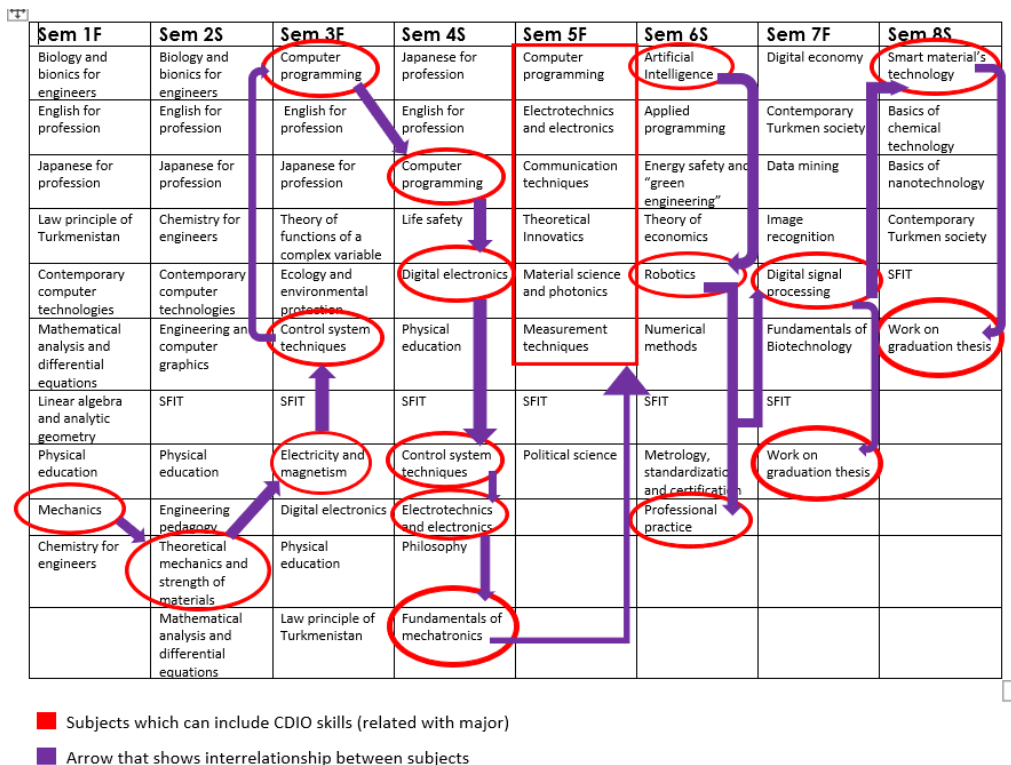 Sem 1F Sem 2S Sem 3F Sem 4S Sem 5F Sem 6S Sem 7F Sem 8S
Biology and
bionics for
engineers
Biology and
bionics for
engineers
Computer
programming
Japanese for
profession
Computer
programming
Artificial
Intelligence
Digital economy
Smart material's
technology
English for
profession
English for
profession
English for
profession
English for
profession
Electrotechnics
and electronics
Applied
programming
Contemporary
Turkmen society
Basics of
chemical
technology
Japanese for
profession
Japanese for
profession
Japanese for
profession
Computer
programming
Communication
techniques
Energy safety and
“green
engineering”
Data mining
Basics of
nanotechnology
Law principle of
Turkmenistan
Chemistry for
engineers
Theory of
functions of a
complex variable
Life safety
Theoretical
Innovatics
Theory of
economics
Image
recognition
Contemporary
Turkmen society
Contemporary
computer
technologies
Contemporary
computer
technologies
Ecology and
environmental
protection
Digital electronics
Material science
and photonics
Robotics
Digital signal
processing
SFIT
Mathematical
analysis and
differential
equations
Engineering and
computer
graphics
Control system
techniques
Physical
education
Measurement
techniques
Numerical
methods
Fundamentals of
Biotechnology
Work on
graduation thesis
Linear algebra
and analytic
geometry
SFIT
SFIT
SFIT
SFIT
SFIT
SFIT
Physical
education
Physical
education
Electricity and
magnetism
Control system
techniques
Political science
Metrology,
standardization
and certification
Work on
graduation thesis
Mechanics
Engineering
pedagogy
Digital electronics
Electrotechnics
and electronics
Professional
practice
Chemistry for
engineers
Theoretical
mechanics and
strength of
materials
Physical
education
Philosophy
Mathematical
analysis and
differential
equations
Law principle of
Turkmenistan
Fundamentals of
mechatronics
Subjects which can include CDIO skills (related with major)
Arrow that shows interrelationship between subjects